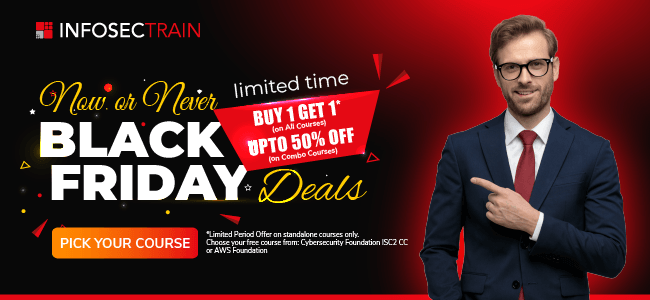 INFOSECTRAIN
Now or Never
limited time
BUY 1 GET 1*
(on All Courses)
UPTO 50% OFF
(on Combo Courses)
BLACK
FRIDAY
Deals
PICK YOUR COURSE
*Limited Period Offer on standalone courses only.
Choose your free course from: Cybersecurity Foundation ISC2 CC
or AWS Foundation